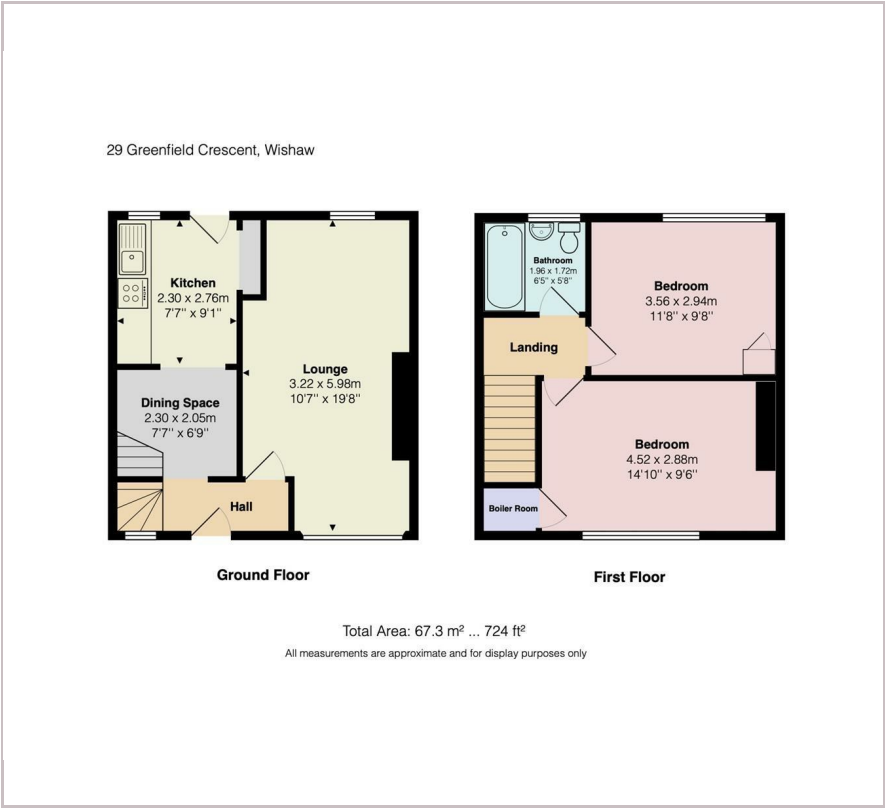 29 Greenfield Crescent, Wishaw
Kitchen
2.30 x 2.76m
7'7" x 9'1"
Dining Space
2.30 x 2.05m
7'7" x 6'9"
Hall
Lounge
3.22 x 5.98m
10'7" x 19'8"
Ground Floor
Bathroom
1.96 x 1.72m
6'5" x 5'8"
Landing
Bedroom
3.56 x 2.94m
11'8" x 9'8"
Bedroom
4.52 x 2.88m
14'10" x 9'6"
Boiler Room
First Floor
Total Area: 67.3 m² ... 724 ft²
All measurements are approximate and for display purposes only